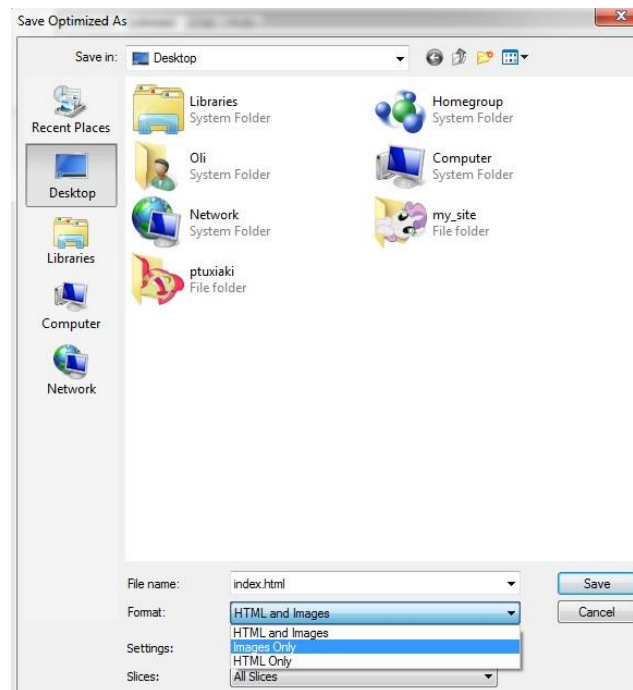 Save Optimized As
Save in:
Desktop
Recent Places
Desktop
Libraries
Computer
Network
Libraries
System Folder
Homegroup
System Folder
Oli
System Folder
Computer
System Folder
Network
System Folder
my_site
File folder
ptuxiaki
File folder
File name:
index.html
Save
Format:
HTML and Images
Cancel
HTML and Images
Images Only
HTML Only
Settings:
Slices:
All Slices